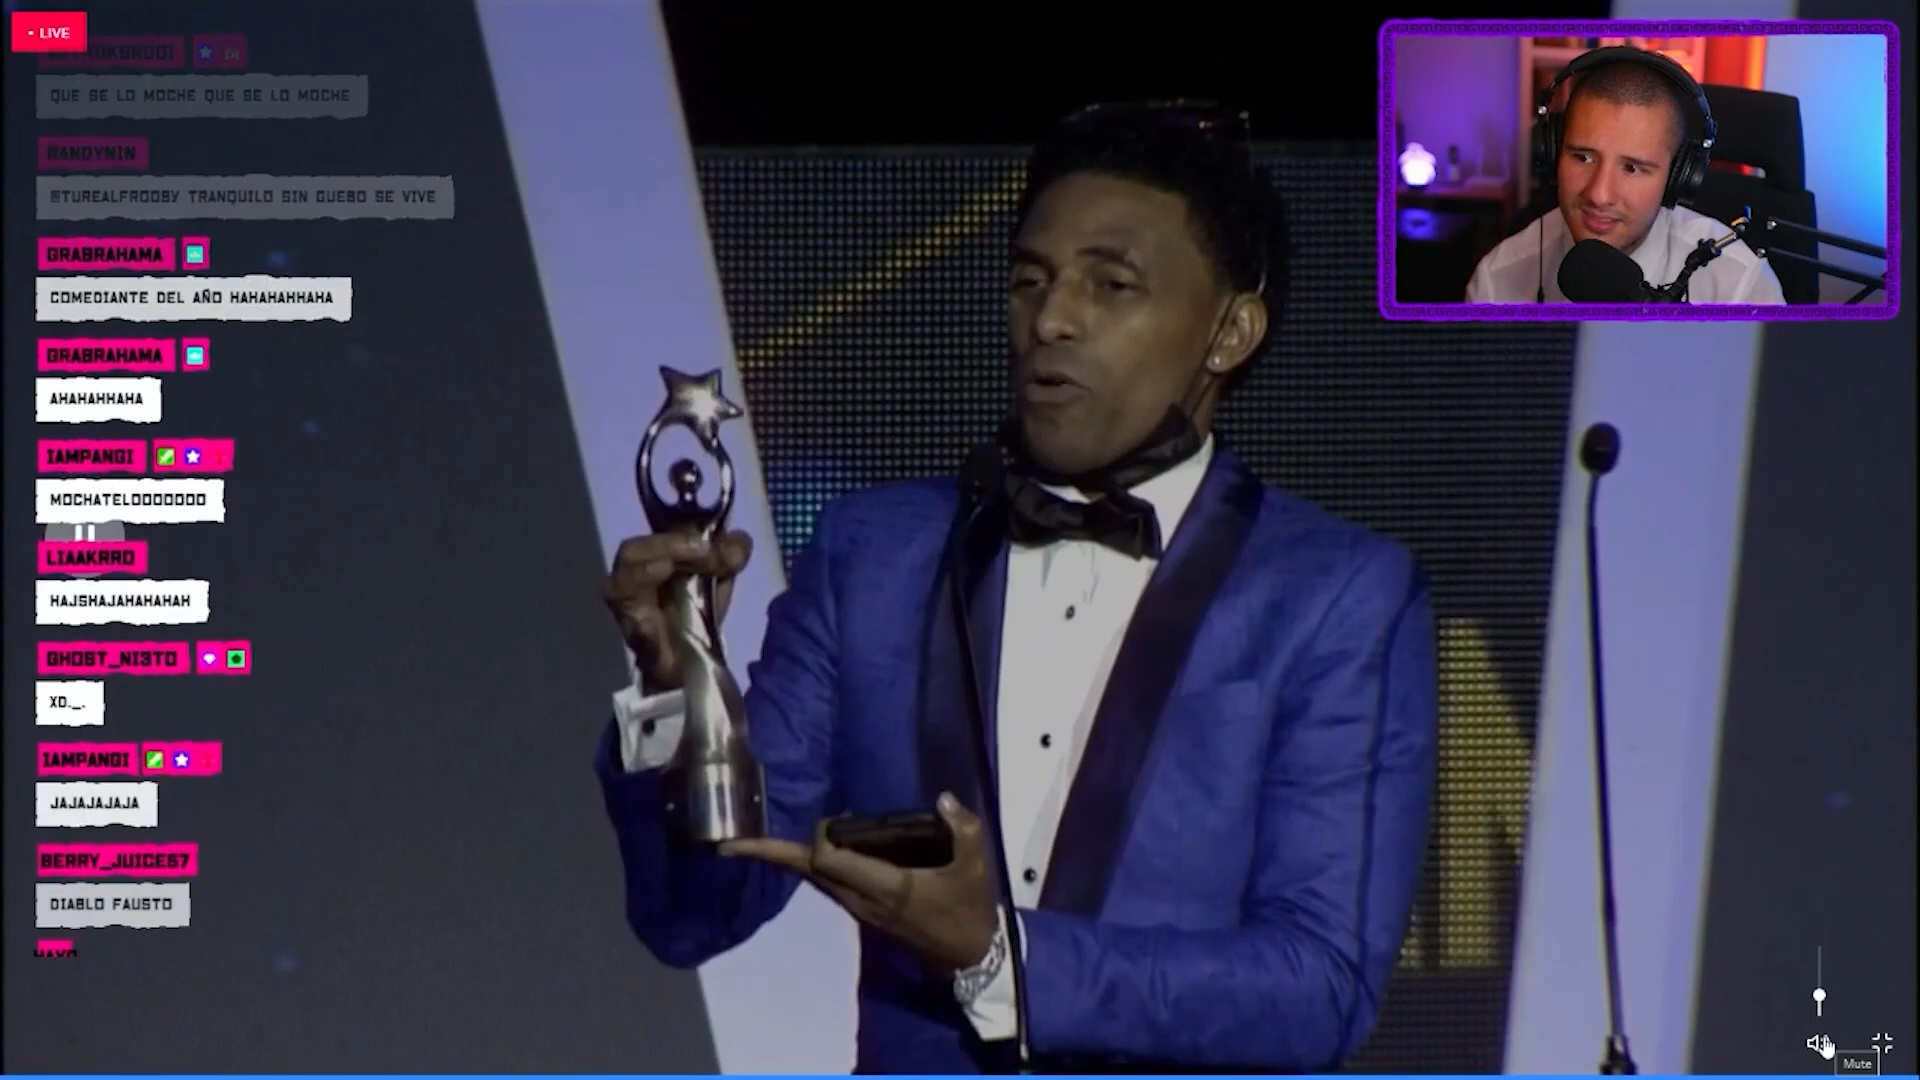 LIVE
QUE SE LO MOCHE QUE SE LO MOCHE
RANDYNIN
@TUREALFROOBY TRANQUILO SIN GUEBO SE VIVE
GRABRAHAMA
COMEDIANTE DEL AÑO HAHAHAHHAHA
GRABRAHAMA
AHAHAHHAHA
IAMPANGI
MOCHATELOOOOOOO
LIAAKRRD
HAJSHAJAHAHAHAH
GHOST_NI3TO
XD._.
IAMPANGI
JAJAJAJAJA
BERRY_JUICE67
DIABLO FAUSTO
Mute